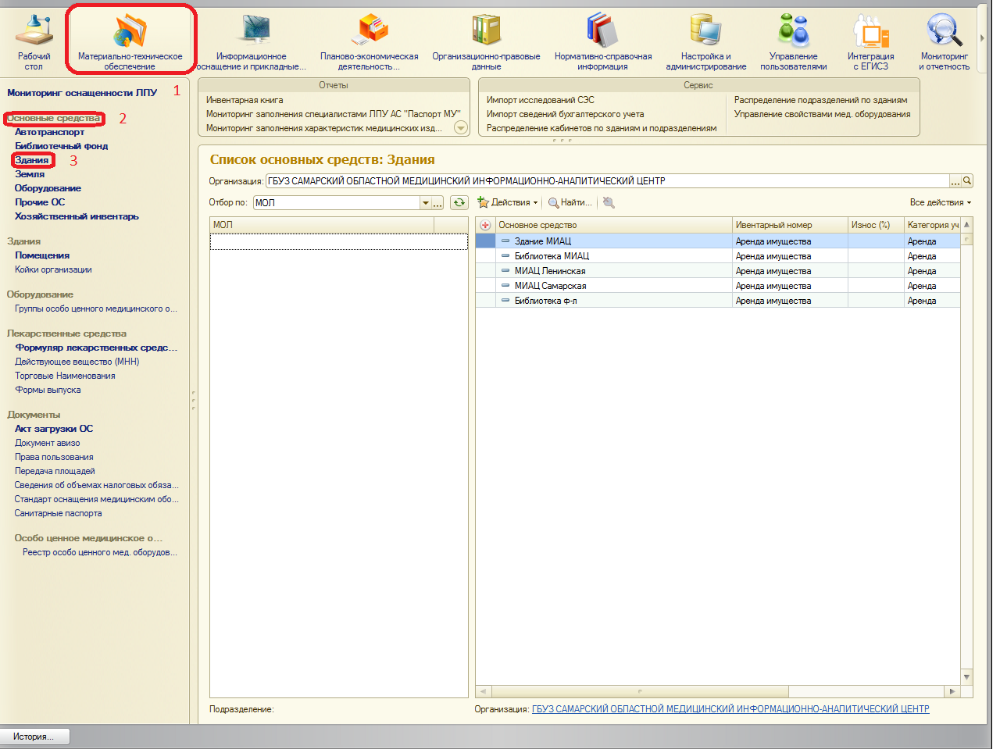 Рабочий
стол
Материально-техническое
обеспечение
Информационное
оснащение и прикладные...
Планово-экономическая
деятельность...
Организационно-правовые
данные
Нормативно-справочная
информация
Настройка и
администрирование
Управление
пользователями
Интеграция
с ЕГИСЗ
Мониторинг
и отчетность
Мониторинг оснащенности ЛПУ 1
Основные средства 2
Автотранспорт
Библиотечный фонд
Здания 3
Земля
Оборудование
Прочие ОС
Хозяйственный инвентарь
Здания
Помещения
Койки организации
Оборудование
Группы особо ценного медицинского о...
Лекарственные средства
Формуляр лекарственных средс...
Действующее вещество (МНН)
Торговые Наименования
Формы выпуска
Документы
Акт загрузки ОС
Документ авизо
Права пользования
Передача площадей
Сведения об объемах налоговых обяза...
Стандарт оснащения медицинским обо...
Санитарные паспорта
Особо ценное медицинское о...
Реестр особо ценного мед. оборудов...
Отчеты
Инвентарная книга
Мониторинг заполнения специалистами ЛПУ АС "Паспорт МУ"
Мониторинг заполнения характеристик медицинских изд...
Сервис
Импорт исследований СЭС
Импорт сведений бухгалтерского учета
Распределение кабинетов по зданиям и подразделениям
Распределение подразделений по зданиям
Управление свойствами мед. оборудования
Список основных средств: Здания
Организация: ГБУЗ САМАРСКИЙ ОБЛАСТНОЙ МЕДИЦИНСКИЙ ИНФОРМАЦИОННО-АНАЛИТИЧЕСКИЙ ЦЕНТР ...
Отбор по: МОЛ ... Действия Найти... Все действия
МОЛ
Основное средство Ивентарный номер Износ (%) Категория уч
Здание МИАЦ Аренда имущества Аренда
Библиотека МИАЦ Аренда имущества Аренда
МИАЦ Ленинская Аренда имущества Аренда
МИАЦ Самарская Аренда имущества Аренда
Библиотека ф-л Аренда имущества Аренда
Подразделение: Организация: ГБУЗ САМАРСКИЙ ОБЛАСТНОЙ МЕДИЦИНСКИЙ ИНФОРМАЦИОННО-АНАЛИТИЧЕСКИЙ ЦЕНТР
История...